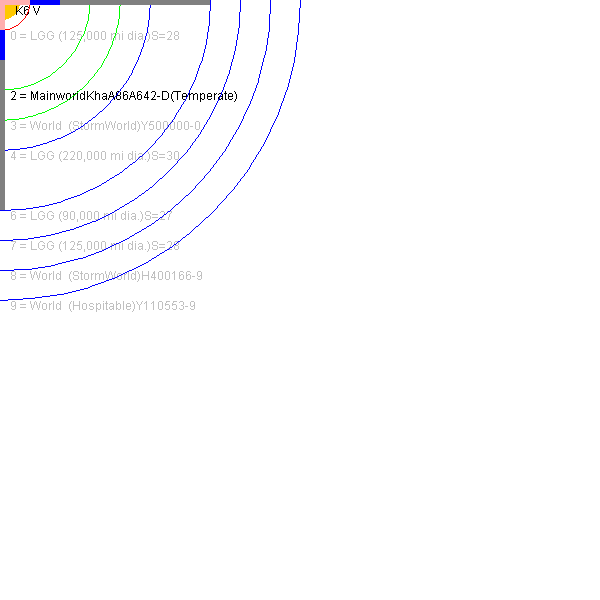 K6 V
0 = LGG (125,000 mi dia.)S=28
2 = MainworldKhaA86A642-D(Temperate)
3 = World (StormWorld)Y500000-0
4 = LGG (220,000 mi dia.)S=30
6 = LGG (90,000 mi dia.)S=27
7 = LGG (125,000 mi dia.)S=28
8 = World (StormWorld)H400166-9
9 = World (Hospitable)Y110553-9